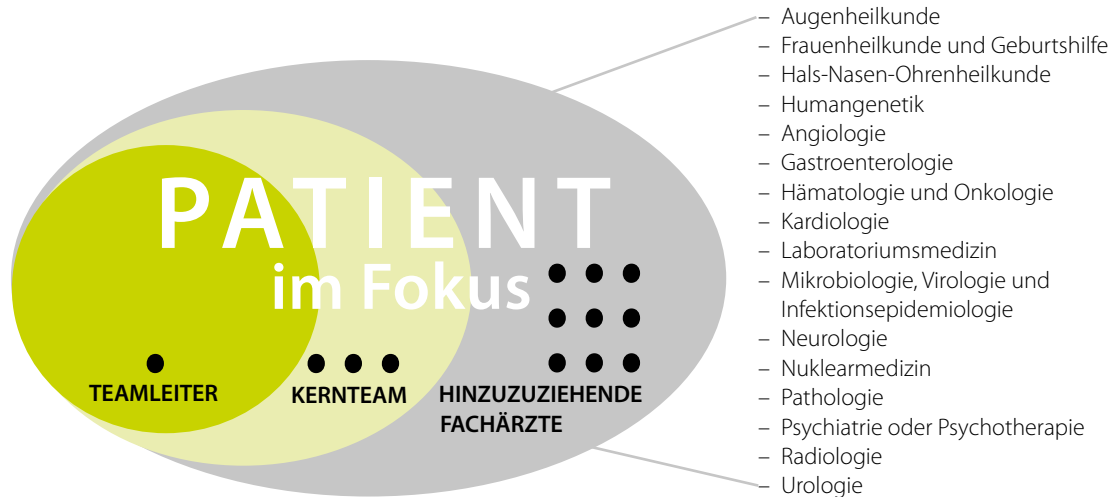 PATIENT
im Fokus
TEAMLEITER
KERNTEAM
HINZUZUZIEHENDE
FACHÄRZTE
– Augenheilkunde
– Frauenheilkunde und Geburtshilfe
– Hals-Nasen-Ohrenheilkunde
– Humangenetik
– Angiologie
– Gastroenterologie
– Hämatologie und Onkologie
– Kardiologie
– Laboratoriumsmedizin
– Mikrobiologie, Virologie und
Infektionsepidemiologie
– Neurologie
– Nuklearmedizin
– Pathologie
– Psychiatrie oder Psychotherapie
– Radiologie
– Urologie